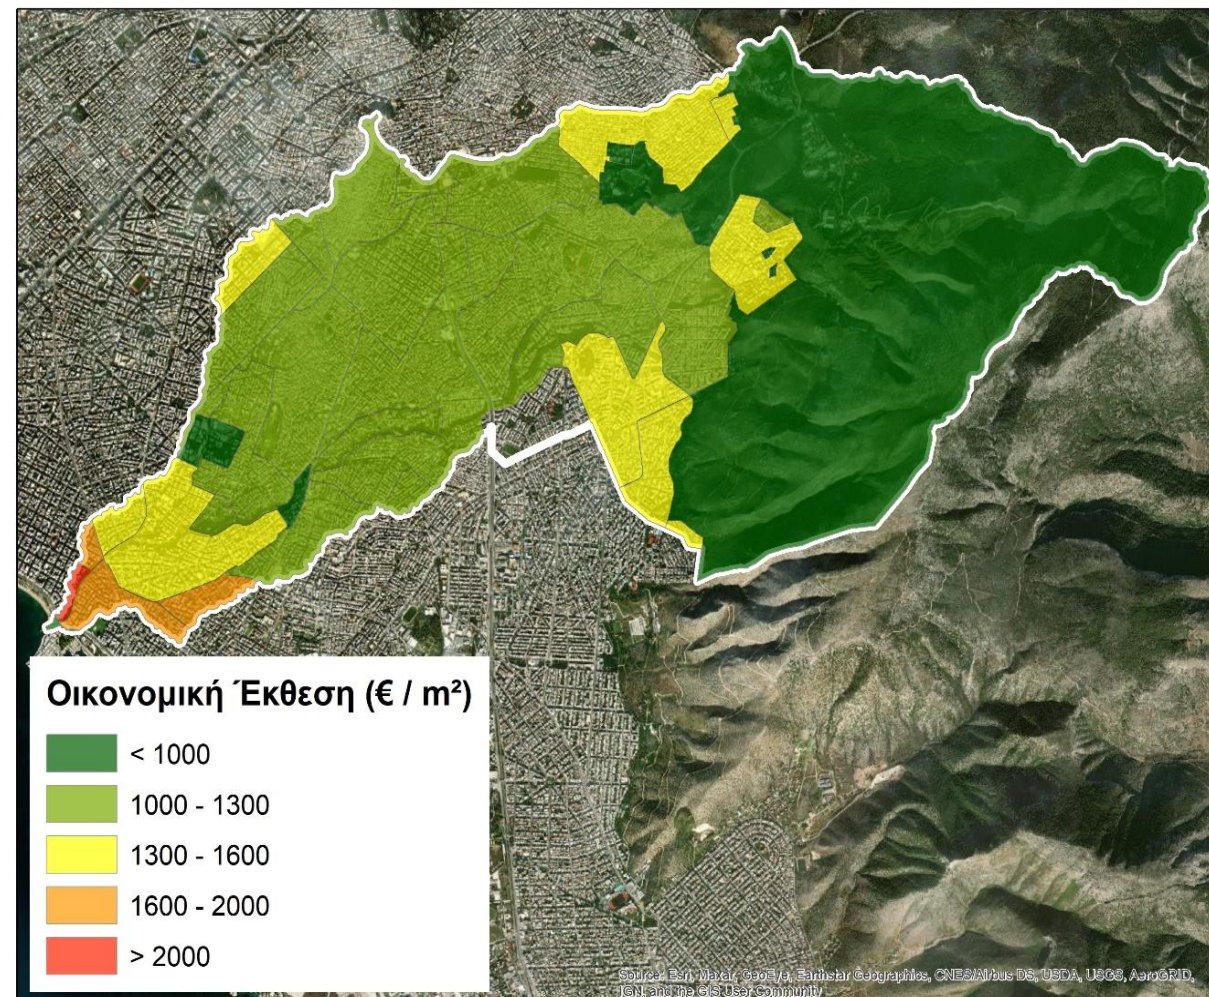 Οικονομική Έκθεση (€ / m²)
< 1000
1000 - 1300
1300 - 1600
1600 - 2000
> 2000
Source: Esri, Maxar, GeoEye, Earthstar Geographics, CNES/Airbus DS, USDA, USGS, AeroGRID,
IGN, and the GIS User Community